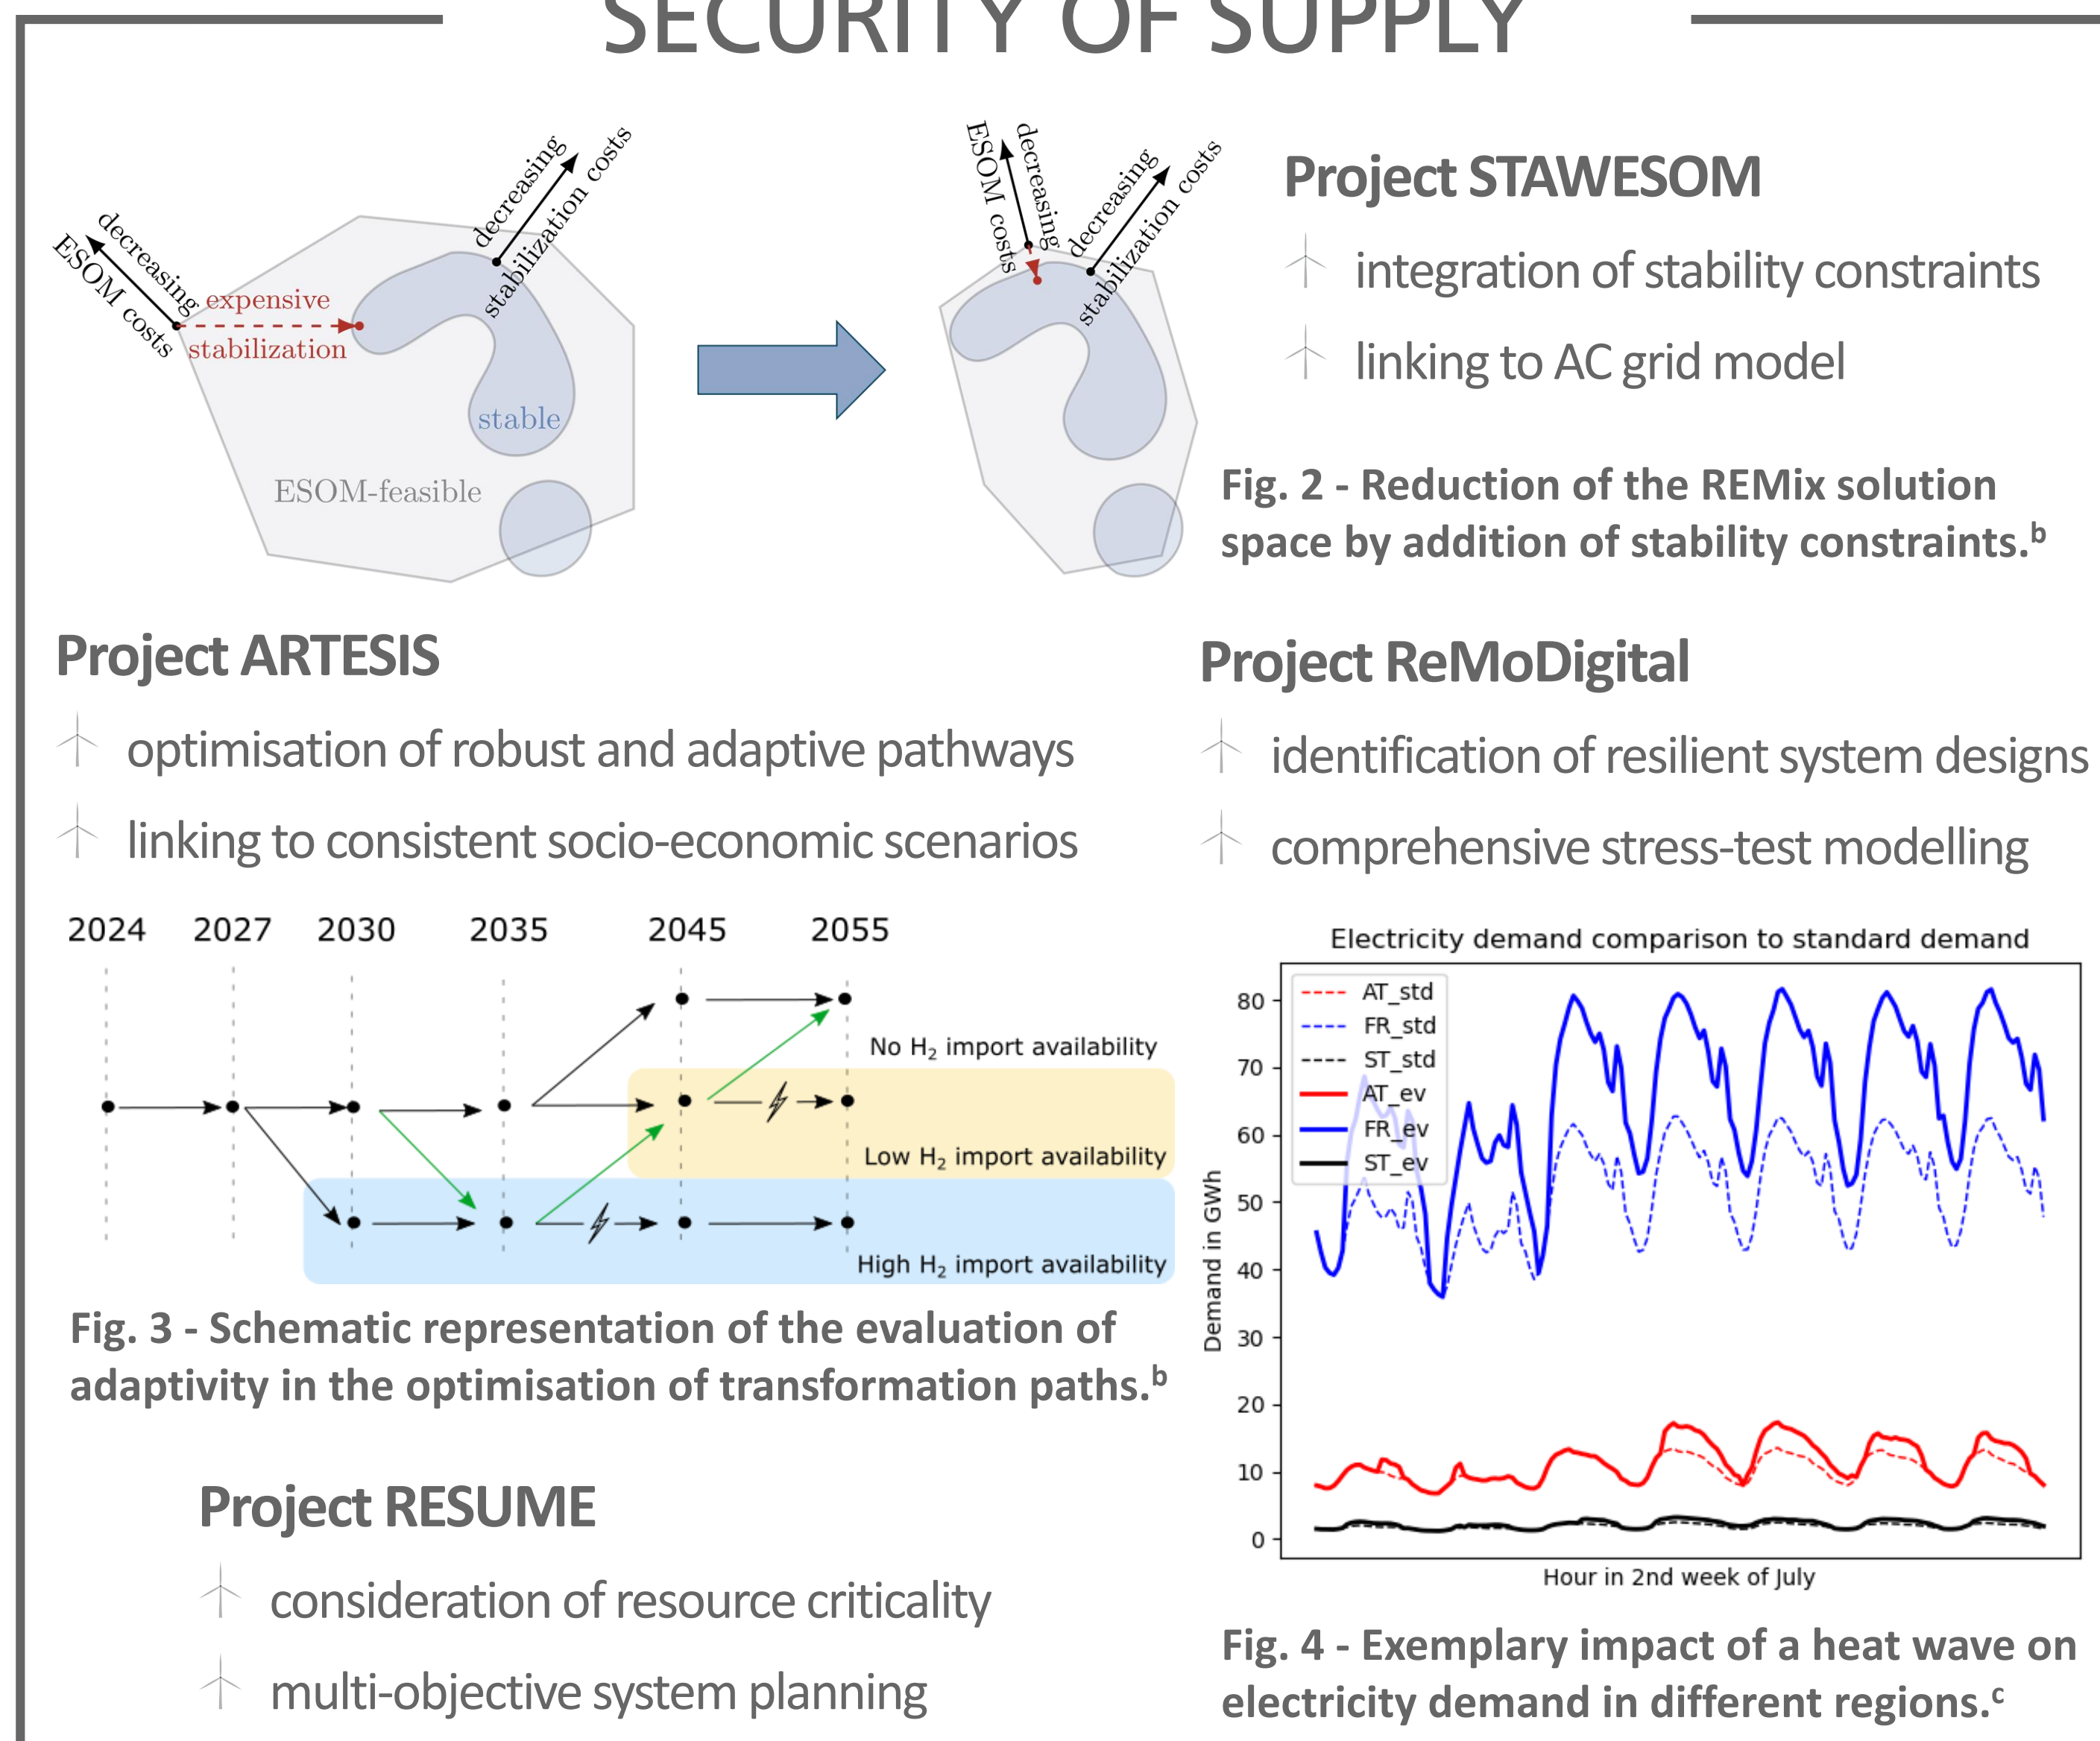 SECURITY OF SUPPLY
decreasing
ESOM costs
decreasing
stabilization costs
expensive
stabilization
stable
ESOM-feasible
decreasing
ESOM costs
decreasing
stabilization costs
Project STAWESOM
integration of stability constraints
linking to AC grid model
Fig. 2 - Reduction of the REMix solution
space by addition of stability constraints.ᵇ
Project ARTESIS
optimisation of robust and adaptive pathways
linking to consistent socio-economic scenarios
2024 2027 2030 2035 2045 2055
No H₂ import availability
Low H₂ import availability
High H₂ import availability
Fig. 3 - Schematic representation of the evaluation of
adaptivity in the optimisation of transformation paths.ᵇ
Project RESUME
consideration of resource criticality
multi-objective system planning
Project ReMoDigital
identification of resilient system designs
comprehensive stress-test modelling
Electricity demand comparison to standard demand
AT_std
FR_std
ST_std
AT_ev
FR_ev
ST_ev
80
70
60
50
40
30
20
10
0
Demand in GWh
Hour in 2nd week of July
Fig. 4 - Exemplary impact of a heat wave on
electricity demand in different regions.ᶜ